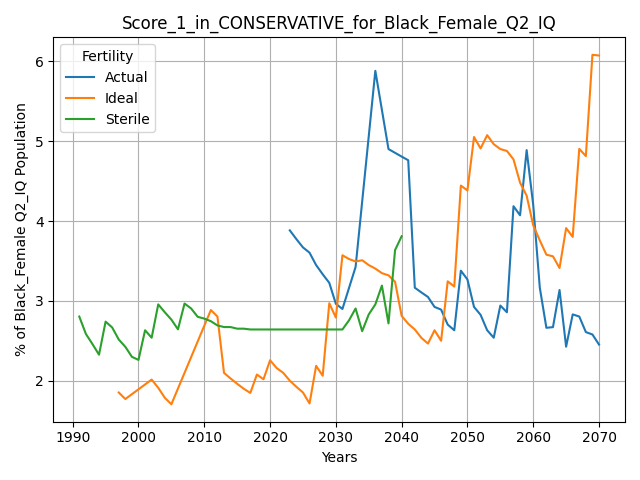 Score_1_in_CONSERVATIVE_for_Black_Female_Q2_IQ
Fertility
Actual
Ideal
Sterile
% of Black_Female Q2_IQ Population
6
5
4
3
2
1990 2000 2010 2020 2030 2040 2050 2060 2070
Years